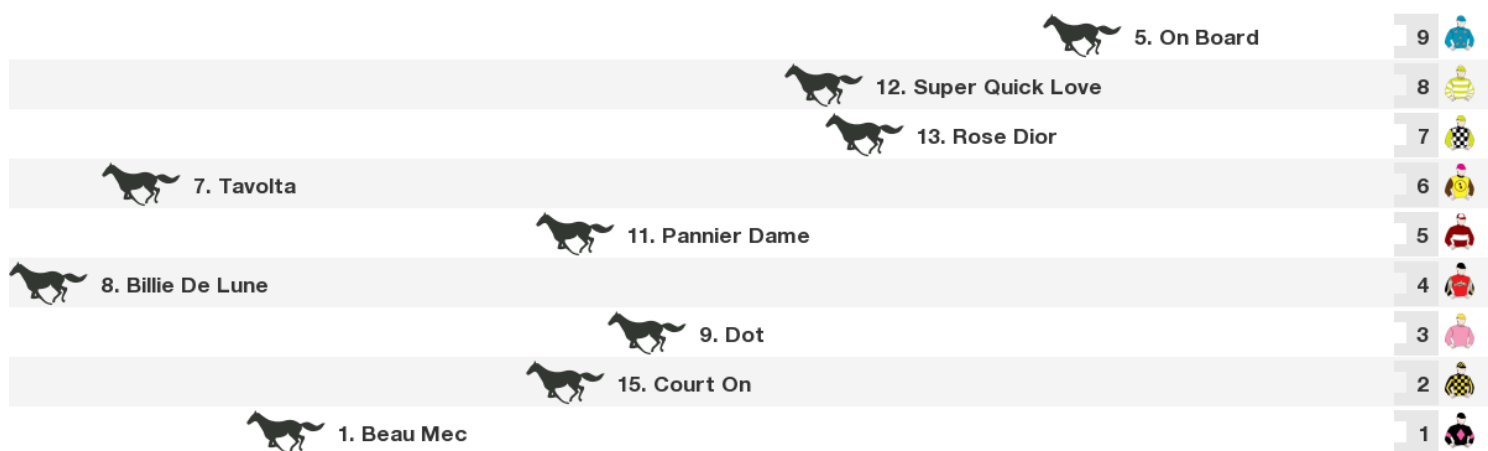 5. On Board 9
12. Super Quick Love 8
13. Rose Dior 7
7. Tavolta 6
11. Pannier Dame 5
8. Billie De Lune 4
9. Dot 3
15. Court On 2
1. Beau Mec 1